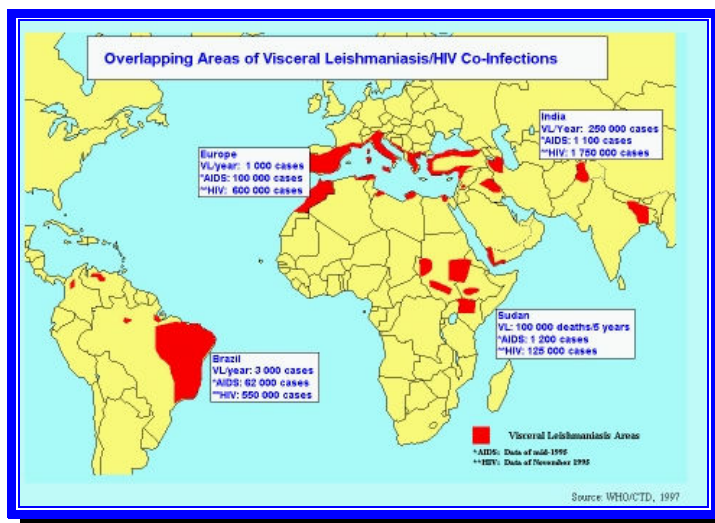 Overlapping Areas of Visceral Leishmaniasis/HIV Co-Infections
India
VL/Year: 250 000 cases
*AIDS: 1 100 cases
**HIV: 1 750 000 cases
Europe
VL/year: 1 000 cases
*AIDS: 100 000 cases
**HIV: 600 000 cases
Sudan
VL: 100 000 deaths/5 years
*AIDS: 1 200 cases
**HIV: 125 000 cases
Brazil
VL/year: 3 000 cases
*AIDS: 62 000 cases
**HIV: 550 000 cases
Visceral Leishmaniasis Areas
*AIDS: Data of mid-1995
**HIV: Data of November 1995
Source: WHO/CTD, 1997